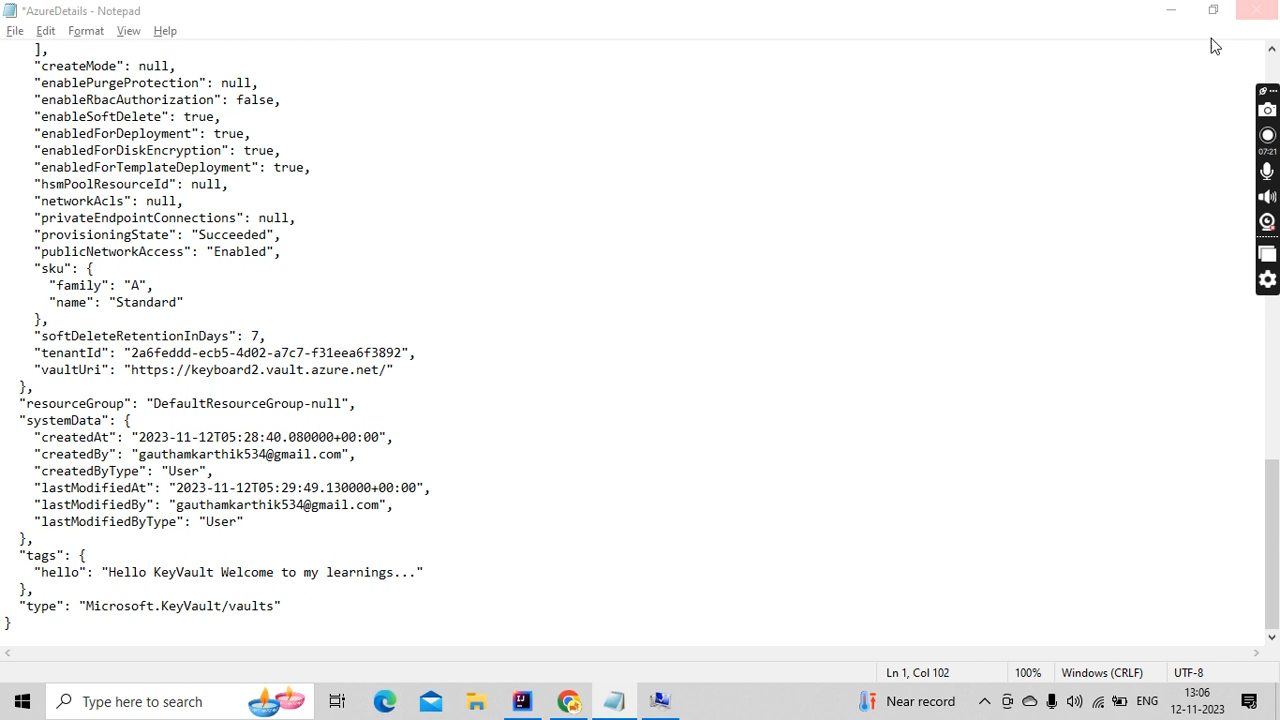 *AzureDetails - Notepad
File Edit Format View Help
],
"createMode": null,
"enablePurgeProtection": null,
"enableRbacAuthorization": false,
"enableSoftDelete": true,
"enabledForDeployment": true,
"enabledForDiskEncryption": true,
"enabledForTemplateDeployment": true,
"hsmPoolResourceId": null,
"networkAcls": null,
"privateEndpointConnections": null,
"provisioningState": "Succeeded",
"publicNetworkAccess": "Enabled",
"sku": {
"family": "A",
"name": "Standard"
},
"softDeleteRetentionInDays": 7,
"tenantId": "2a6feddd-ecb5-4d02-a7c7-f31eea6f3892",
"vaultUri": "https://keyboard2.vault.azure.net/"
},
"resourceGroup": "DefaultResourceGroup-null",
"systemData": {
"createdAt": "2023-11-12T05:28:40.080000+00:00",
"createdBy": "gauthamkarthik534@gmail.com",
"createdByType": "User",
"lastModifiedAt": "2023-11-12T05:29:49.130000+00:00",
"lastModifiedBy": "gauthamkarthik534@gmail.com",
"lastModifiedByType": "User"
},
"tags": {
"hello": "Hello KeyVault Welcome to my learnings..."
},
"type": "Microsoft.KeyVault/vaults"
}
07:21
Ln 1, Col 102 100% Windows (CRLF) UTF-8
Type here to search
Near record
ENG
13:06
12-11-2023